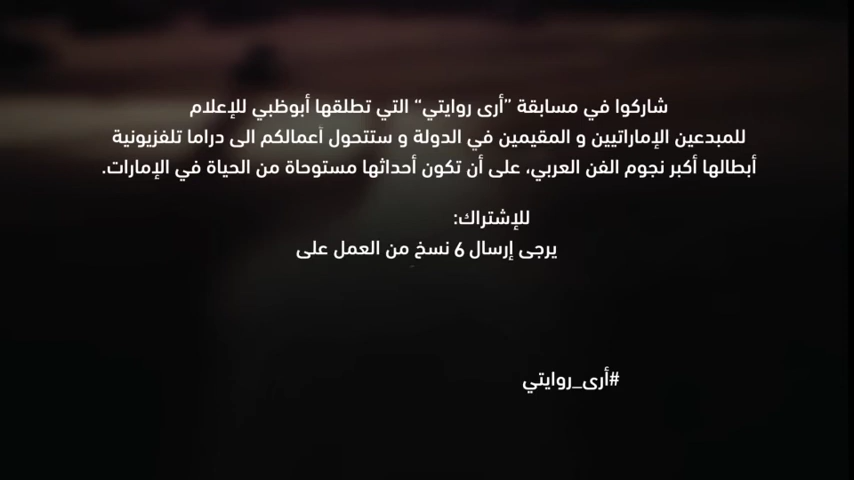 شاركوا في مسابقة ”أرى روايتي“ التي تطلقها أبوظبي للإعلام
للمبدعين الإماراتيين و المقيمين في الدولة و ستتحول أعمالكم الى دراما تلفزيونية
أبطالها أكبر نجوم الفن العربي، على أن تكون أحداثها مستوحاة من الحياة في الإمارات.
للإشتراك:
يرجى إرسال 6 نسخ من العمل على
#أرى_روايتي